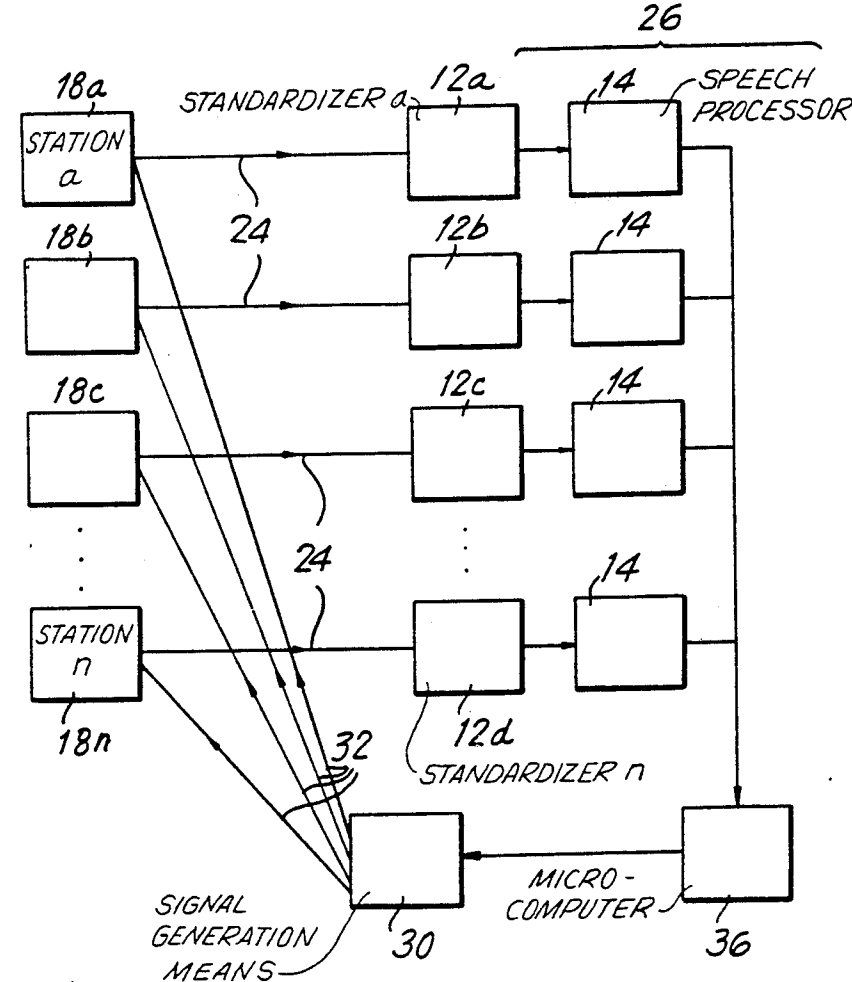 26
18a
STANDARDIZER a
12a
14
SPEECH
PROCESSOR
STATION
a
24
18b
12b
14
18c
12c
14
24
14
STATION
n
18n
12d
32
STANDARDIZER n
MICRO-
COMPUTER
SIGNAL
GENERATION
MEANS
30
36